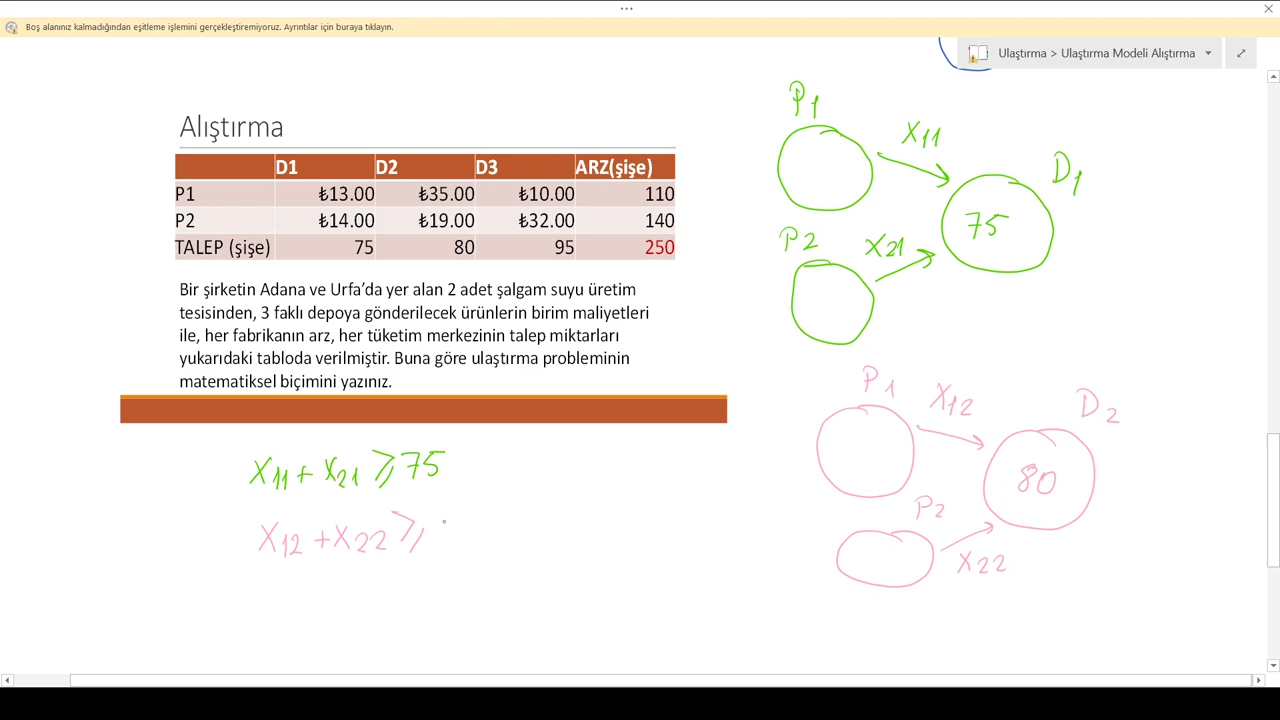 Boş alanınız kalmadığından eşitleme işlemini gerçekleştiremiyoruz. Ayrıntılar için buraya tıklayın.
Ulaştırma > Ulaştırma Modeli Alıştırma
Alıştırma
D1 D2 D3 ARZ(şişe)
P1 ₺13.00 ₺35.00 ₺10.00 110
P2 ₺14.00 ₺19.00 ₺32.00 140
TALEP (şişe) 75 80 95 250
Bir şirketin Adana ve Urfa’da yer alan 2 adet şalgam suyu üretim
tesisinden, 3 faklı depoya gönderilecek ürünlerin birim maliyetleri
ile, her fabrikanın arz, her tüketim merkezinin talep miktarları
yukarıdaki tabloda verilmiştir. Buna göre ulaştırma probleminin
matematiksel biçimini yazınız.
X11 + X21 ⩾ 75
X12 + X22 ⩾
P1
X11
D1
75
P2
X21
P1
X12
D2
80
P2
X22